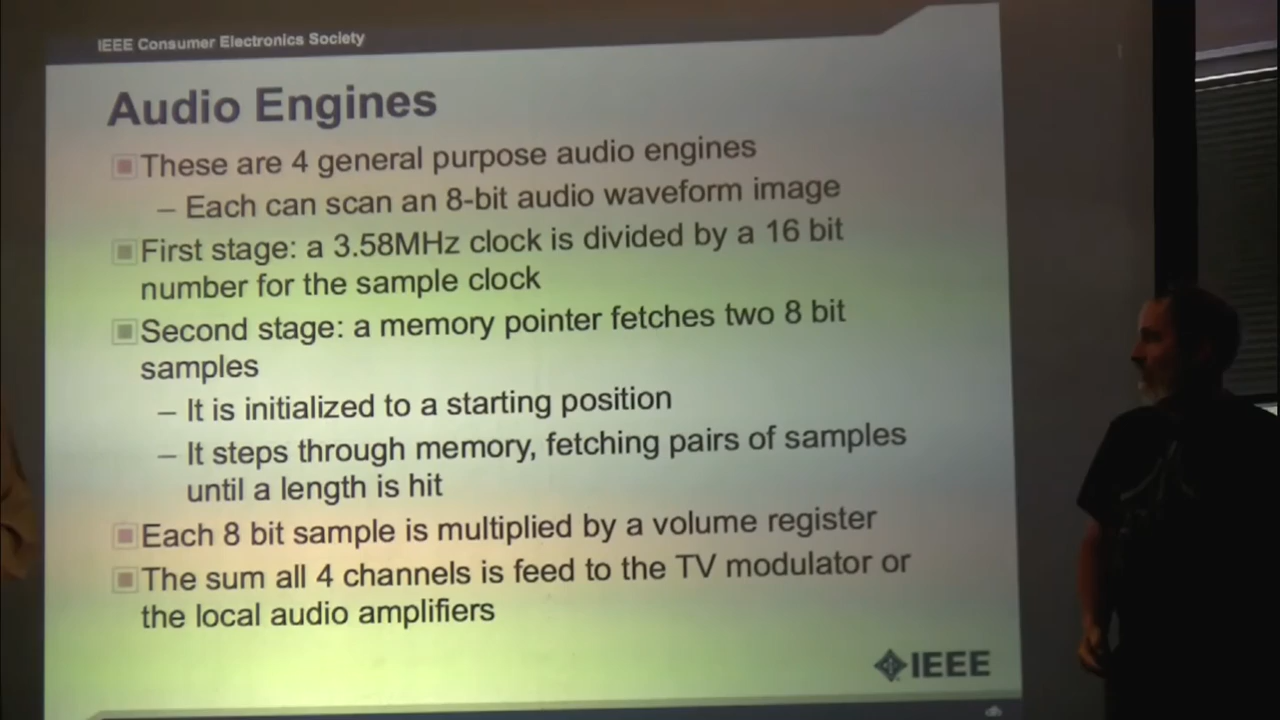 IEEE Consumer Electronics Society
Audio Engines
These are 4 general purpose audio engines
– Each can scan an 8-bit audio waveform image
First stage: a 3.58MHz clock is divided by a 16 bit
number for the sample clock
Second stage: a memory pointer fetches two 8 bit
samples
– It is initialized to a starting position
– It steps through memory, fetching pairs of samples
until a length is hit
Each 8 bit sample is multiplied by a volume register
The sum all 4 channels is feed to the TV modulator or
the local audio amplifiers
IEEE